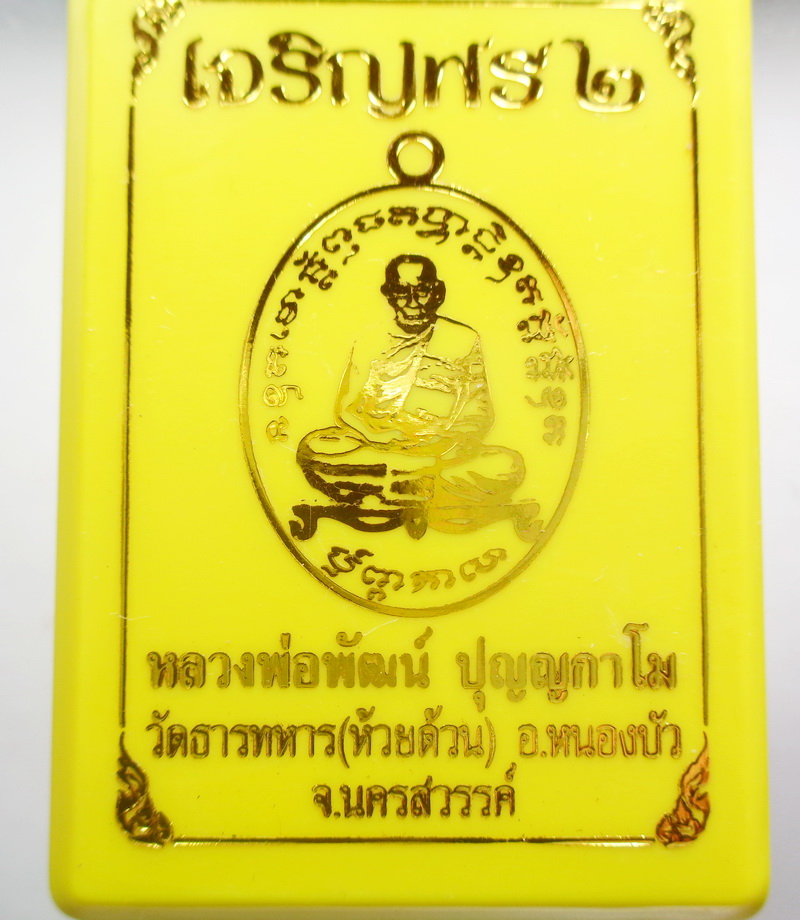 เจริญพร ๒
หลวงพ่อพัฒน์ ปุญญกาโม
วัดธารทหาร(ห้วยด้วน) อ.หนองบัว
จ.นครสวรรค์